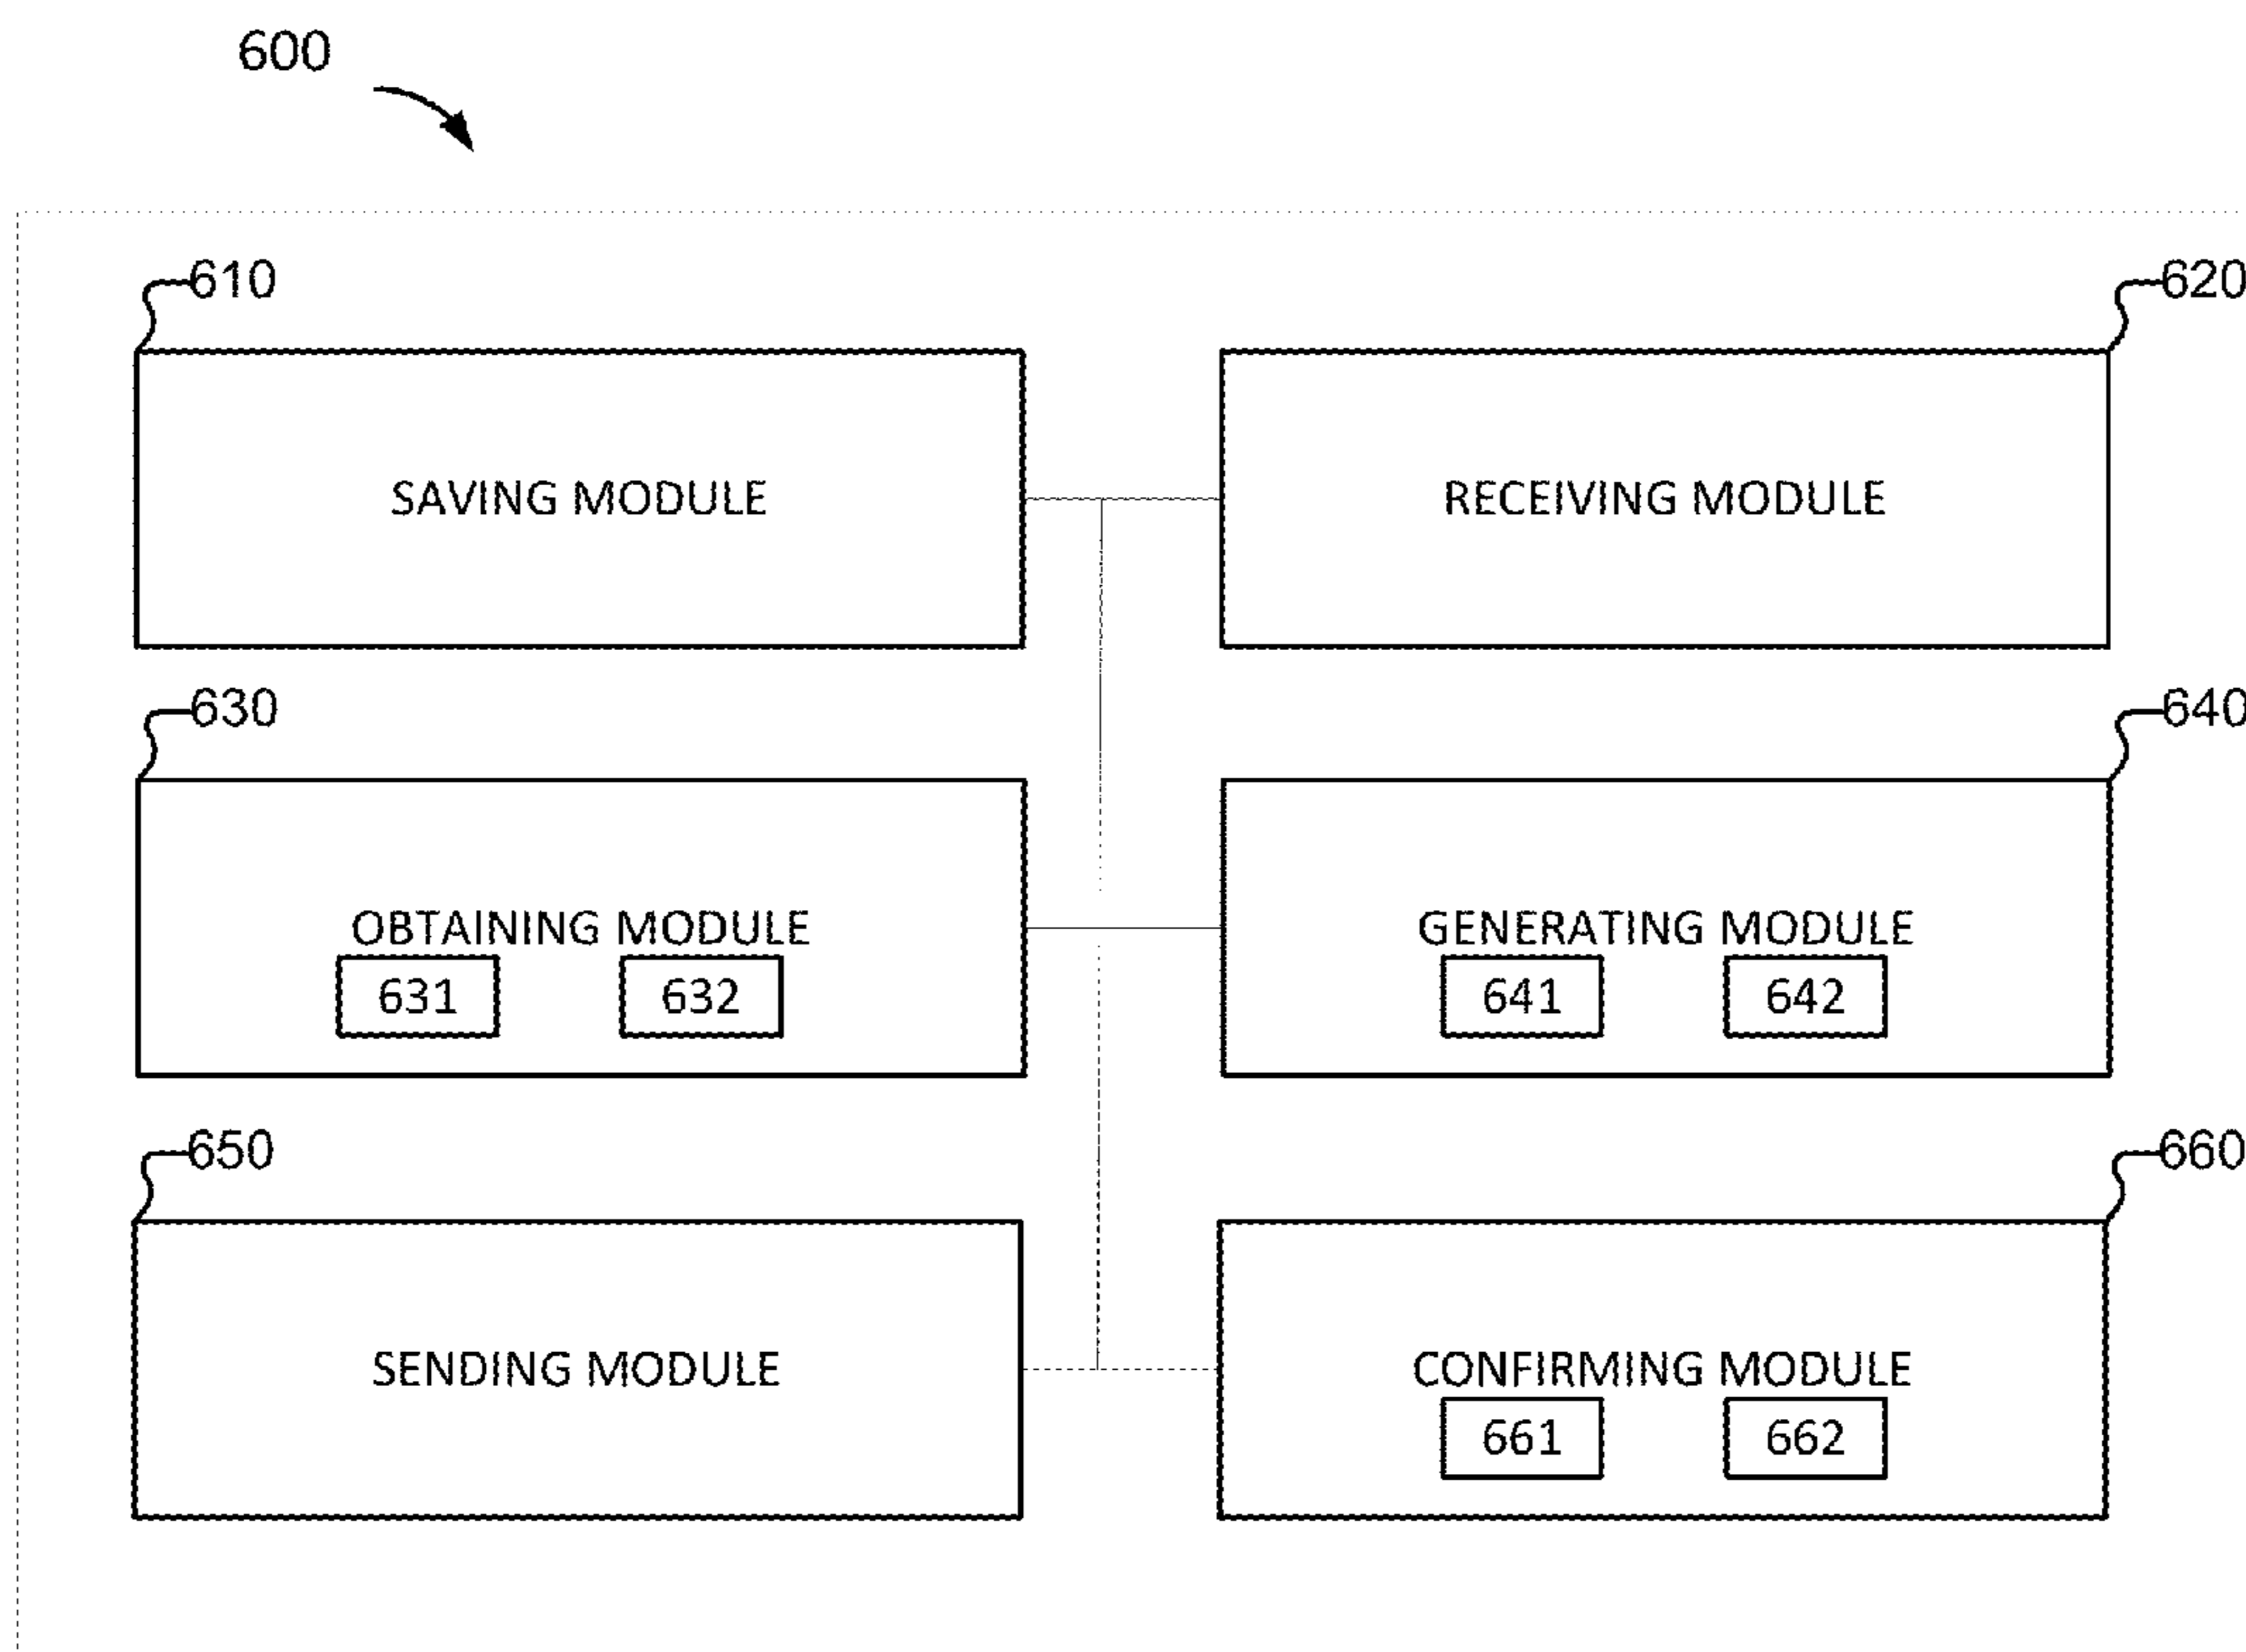 600
610
620
SAVING MODULE
RECEIVING MODULE
630
640
OBTAINING MODULE
GENERATING MODULE
631
632
641
642
650
660
SENDING MODULE
CONFIRMING MODULE
661
662